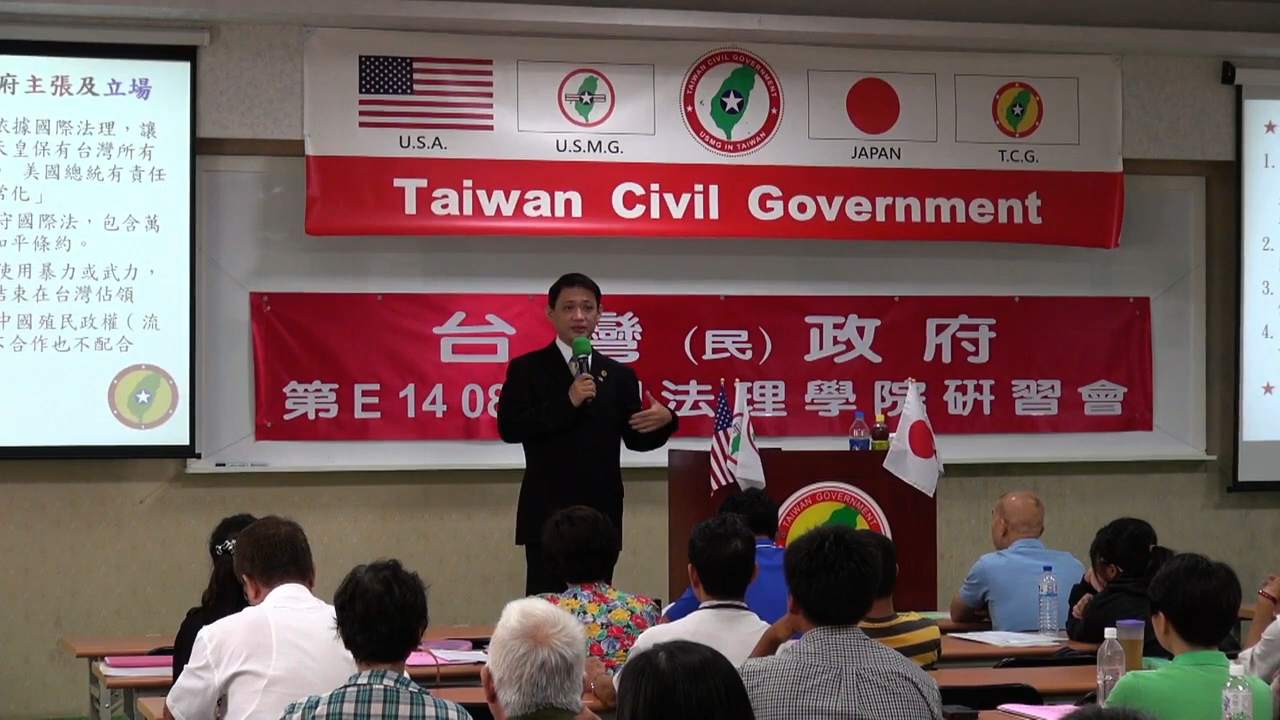 TAIWAN CIVIL GOVERNMENT
USMG IN TAIWAN
U.S.A.
U.S.M.G.
JAPAN
T.C.G.
Taiwan Civil Government
府主張及立場
依據國際法理,讓
天皇保有台灣所有
美國總統有責任
常化」
守國際法,包含萬
和平條約。
使用暴力或武力,
結束在台灣佔領
中國殖民政權(流
不合作也不配合
台灣(民)政府
第E 14 08 法理學院研習會
TAIWAN GOVERNMENT
1.
2.
3.
4.